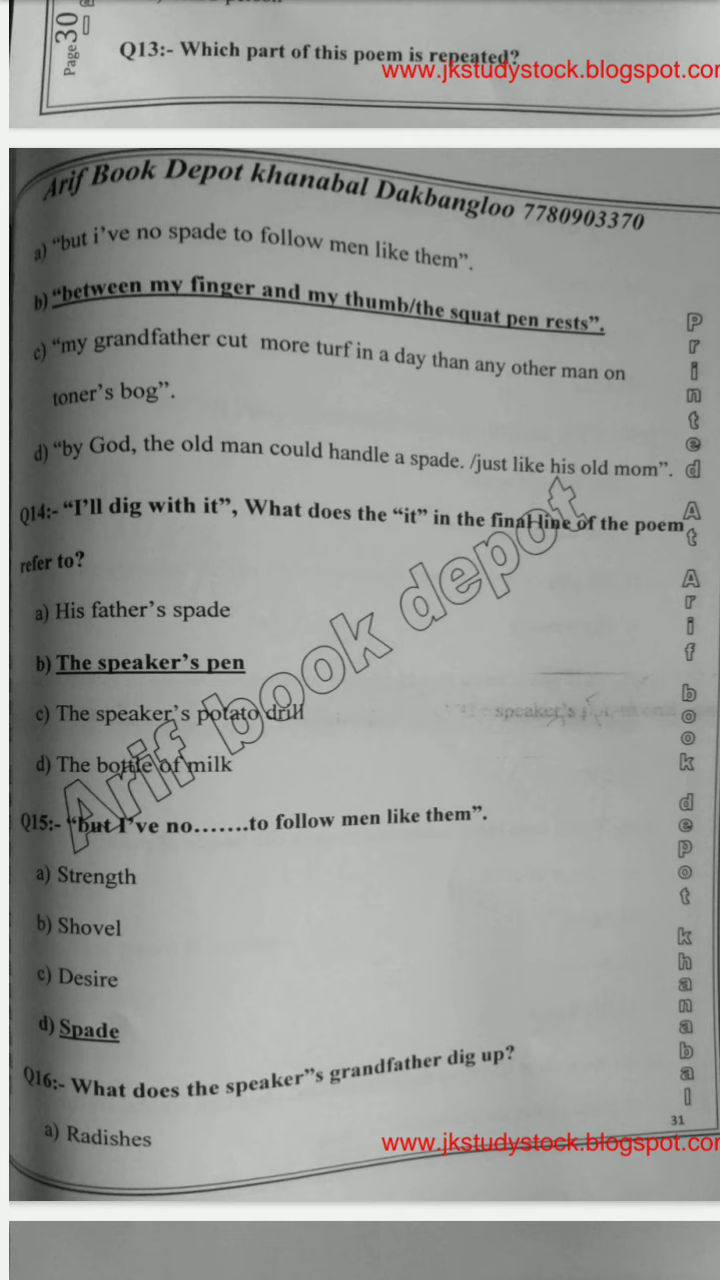 Page 30
Q13:- Which part of this poem is repeated?
www.jkstudystock.blogspot.com
Arif Book Depot khanabal Dakbangloo 7780903370
a) “but i’ve no spade to follow men like them”.
b) “between my finger and my thumb/the squat pen rests”.
c) “my grandfather cut more turf in a day than any other man on
toner’s bog”.
d) “by God, the old man could handle a spade. /just like his old mom”.
Q14:- “I’ll dig with it”, What does the “it” in the final line of the poem
refer to?
a) His father’s spade
b) The speaker’s pen
c) The speaker’s potato drill
d) The bottle of milk
Q15:- “but I’ve no.......to follow men like them”.
a) Strength
b) Shovel
c) Desire
d) Spade
Q16:- What does the speaker”s grandfather dig up?
a) Radishes
Arif book depot
Printed At Arif book depot khanabal
31
www.jkstudystock.blogspot.com